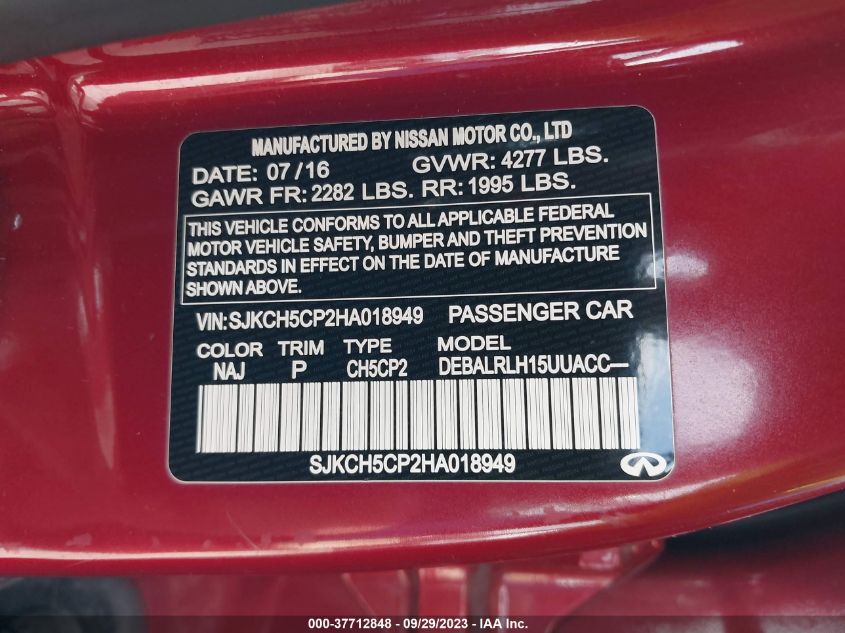 MANUFACTURED BY NISSAN MOTOR CO., LTD
DATE: 07 / 16 GVWR: 4277 LBS.
GAWR FR: 2282 LBS. RR: 1995 LBS.
THIS VEHICLE CONFORMS TO ALL APPLICABLE FEDERAL
MOTOR VEHICLE SAFETY, BUMPER AND THEFT PREVENTION
STANDARDS IN EFFECT ON THE DATE OF MANUFACTURE
SHOWN ABOVE.
VIN:SJKCH5CP2HA018949 PASSENGER CAR
COLOR TRIM TYPE MODEL
NAJ P CH5CP2 DEBALRLH15UUACC—
SJKCH5CP2HA018949
000-37712848 - 09/29/2023 - IAA Inc.